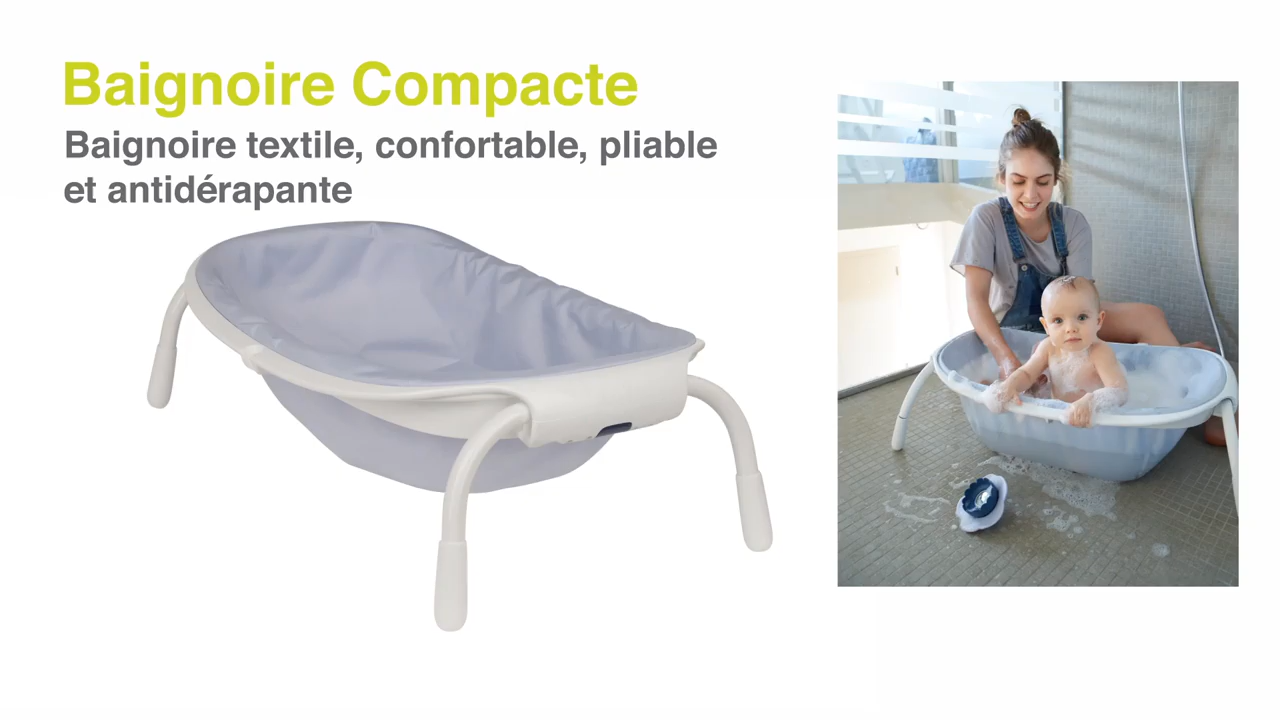 Baignoire Compacte
Baignoire textile, confortable, pliable
et antidérapante